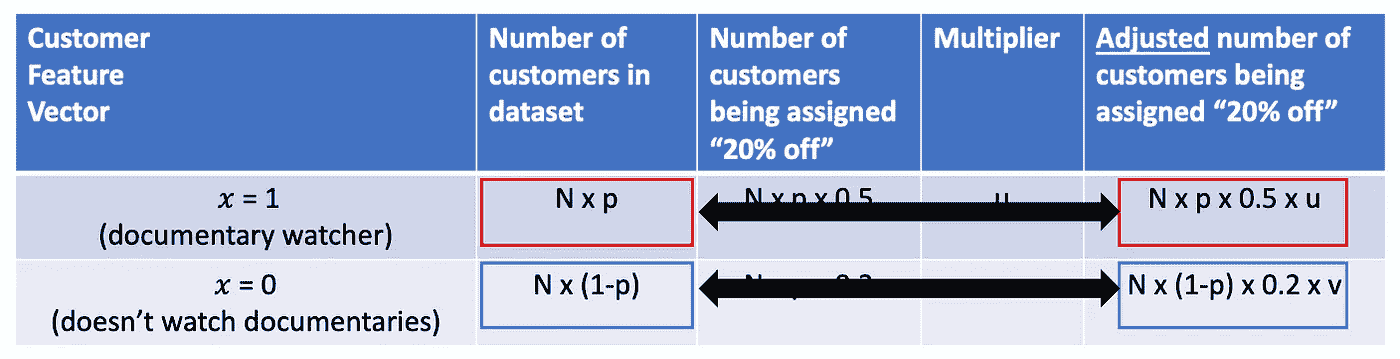 Customer
Feature
Vector
Number of
customers in
dataset
Number of
customers
being assigned
“20% off”
Multiplier
Adjusted number of
customers being
assigned “20% off”
x = 1
(documentary watcher)
N x p
N x p x 0.5
u
N x p x 0.5 x u
x = 0
(doesn’t watch documentaries)
N x (1-p)
N x (1-p) x 0.2 x v